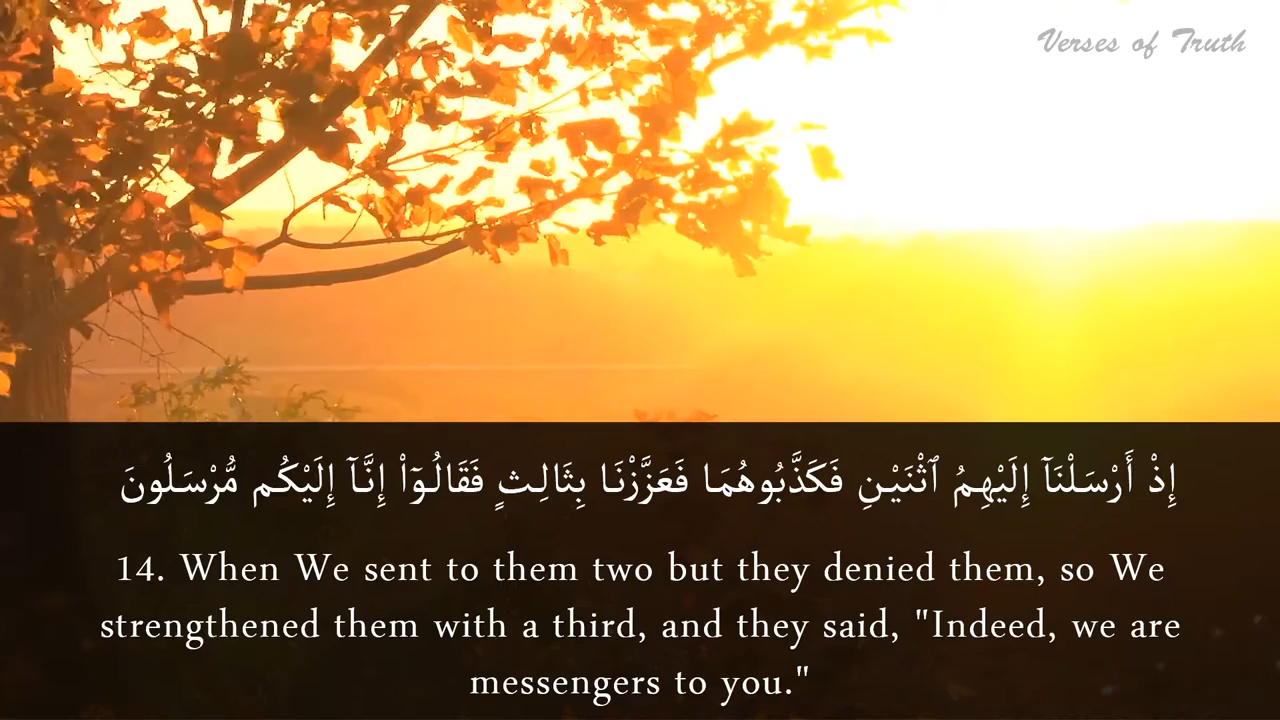 Verses of Truth
إِذْ أَرْسَلْنَآ إِلَيْهِمُ ٱثْنَيْنِ فَكَذَّبُوهُمَا فَعَزَّزْنَا بِثَالِثٍ فَقَالُوٓا۟ إِنَّآ إِلَيْكُم مُّرْسَلُونَ
14. When We sent to them two but they denied them, so We
strengthened them with a third, and they said, "Indeed, we are
messengers to you."